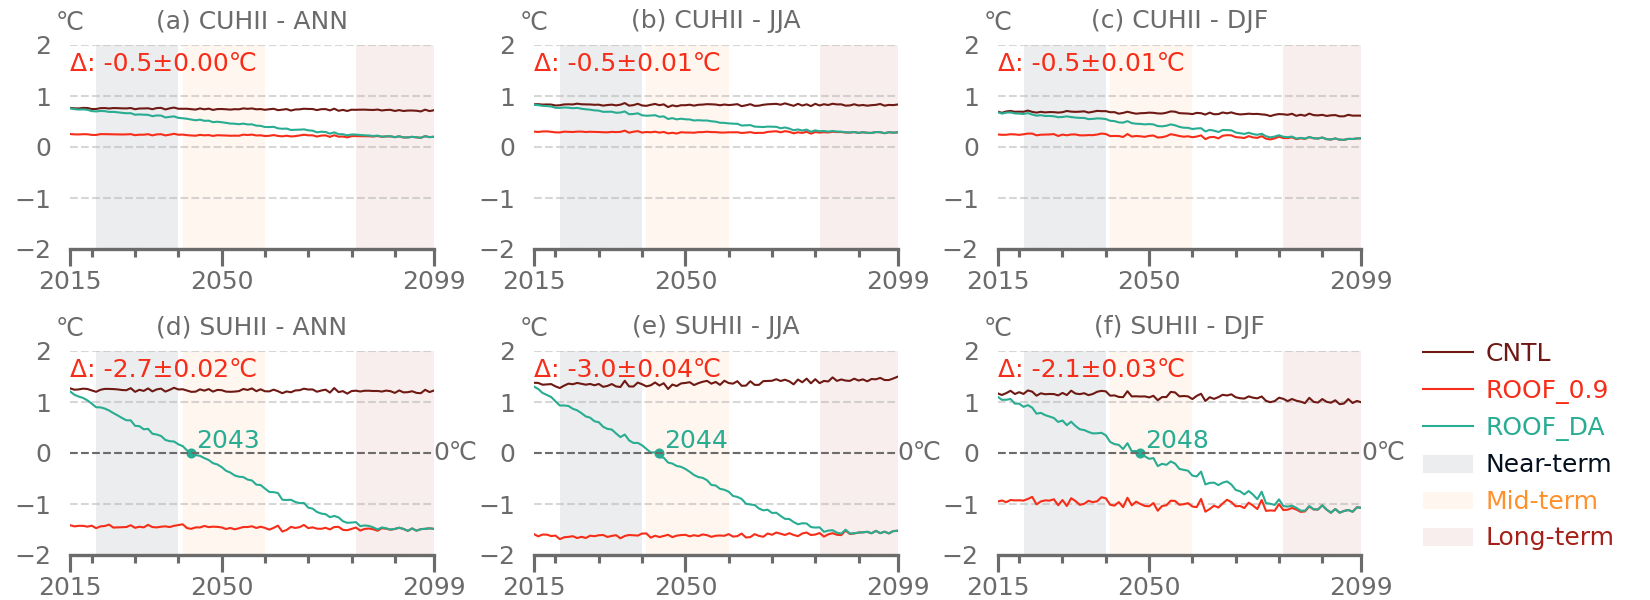 ℃ (a) CUHII - ANN ℃ (b) CUHII - JJA ℃ (c) CUHII - DJF
2 2 2
Δ: -0.5±0.00℃ Δ: -0.5±0.01℃ Δ: -0.5±0.01℃
1 1 1
0 0 0
−1 −1 −1
−2 −2 −2
2015 2050 2099 2015 2050 2099 2015 2050 2099
℃ (d) SUHII - ANN ℃ (e) SUHII - JJA ℃ (f) SUHII - DJF
2 2 2
Δ: -2.7±0.02℃ Δ: -3.0±0.04℃ Δ: -2.1±0.03℃
1 1 1
2043 2044 2048
0 0℃ 0 0℃ 0 0℃
−1 −1 −1
−2 −2 −2
2015 2050 2099 2015 2050 2099 2015 2050 2099
CNTL
ROOF_0.9
ROOF_DA
Near-term
Mid-term
Long-term